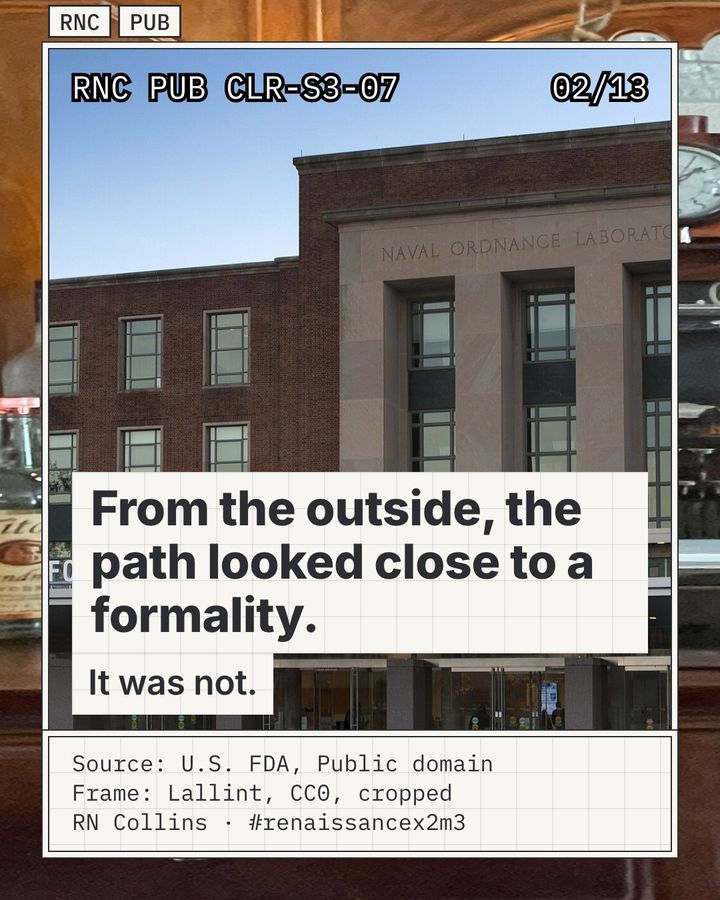 RNC PUB
RNC PUB CLR-S3-07 02/13
NAVAL ORDNANCE
From the outside, the
path looked close to a
formality.
It was not.
Source: U.S. FDA, Public domain
Frame: Lallint, CC0, cropped
RN Collins · #renaissancex2m3